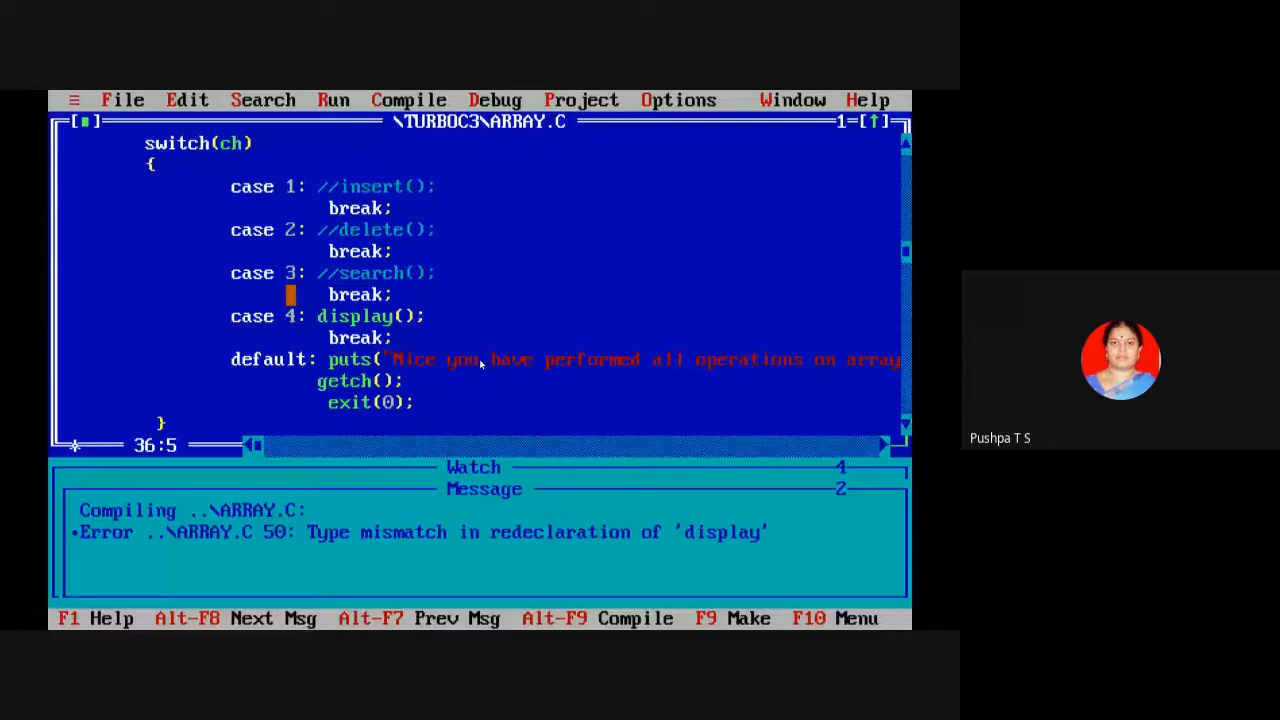 ≡ File Edit Search Run Compile Debug Project Options Window Help
[■] \TURBOC3\ARRAY.C 1=[↑]
switch(ch)
{
case 1: //insert();
break;
case 2: //delete();
break;
case 3: //search();
break;
case 4: display();
break;
default: puts("Nice you have performed all operations on array
getch();
exit(0);
}
36:5
Watch 4
Message 2
Compiling ..\ARRAY.C:
•Error ..\ARRAY.C 50: Type mismatch in redeclaration of 'display'
F1 Help Alt-F8 Next Msg Alt-F7 Prev Msg Alt-F9 Compile F9 Make F10 Menu
Pushpa T S